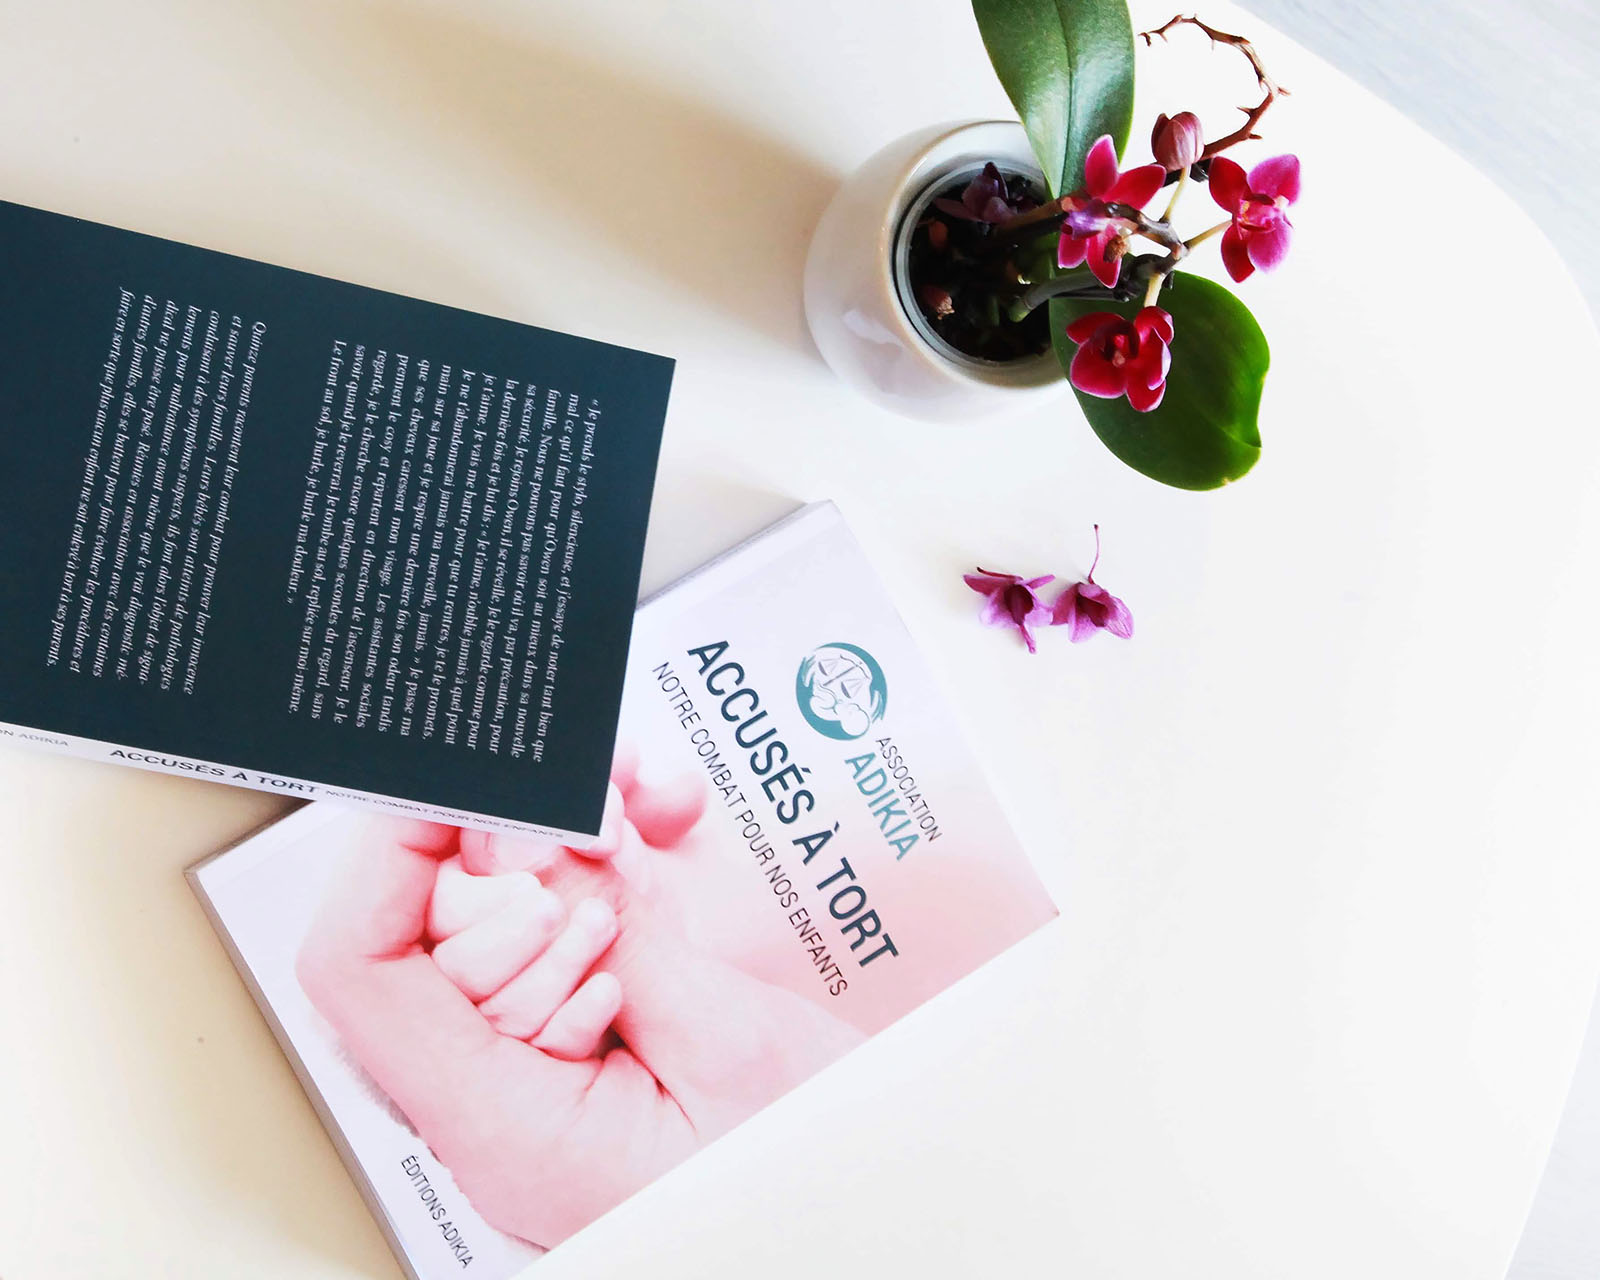 « Je prends le stylo, silencieuse, et j'essaye de noter tant bien que
mal ce qu'il faut pour qu'Owen soit au mieux dans sa nouvelle
famille. Nous ne pouvons pas savoir où il va, par précaution, pour
sa sécurité. Je rejoins Owen, il se réveille. Je le regarde comme pour
la dernière fois et je lui dis : « Je t'aime, n'oublie jamais à quel point
je t'aime. Je vais me battre pour que tu rentres, je te le promets.
Je ne t'abandonnerai jamais ma merveille, jamais. » Je passe ma
main sur sa joue et je respire une dernière fois son odeur tandis
que ses cheveux caressent mon visage. Les assistantes sociales
prennent le cosy et repartent en direction de l'ascenseur. Je le
regarde, je le cherche encore quelques secondes du regard, sans
savoir quand je le reverrai. Je tombe au sol, repliée sur moi-même.
Le front au sol, je hurle, je hurle ma douleur. »
Quinze parents racontent leur combat pour prouver leur innocence
et sauver leurs familles. Leurs bébés sont atteints de pathologies
conduisant à des symptômes suspects, ils font alors l'objet de signa-
lements pour maltraitance avant même que le vrai diagnostic mé-
dical ne puisse être posé. Réunies en association avec des centaines
d'autres familles, elles se battent pour faire évoluer les procédures et
faire en sorte que plus aucun enfant ne soit enlevé à tort à ses parents.
ON ADIKIA ACCUSÉS À TORT NOTRE COMBAT POUR NOS ENFANTS
ASSOCIATION
ADIKIA
ACCUSÉS À TORT
NOTRE COMBAT POUR NOS ENFANTS
ÉDITIONS ADIKIA